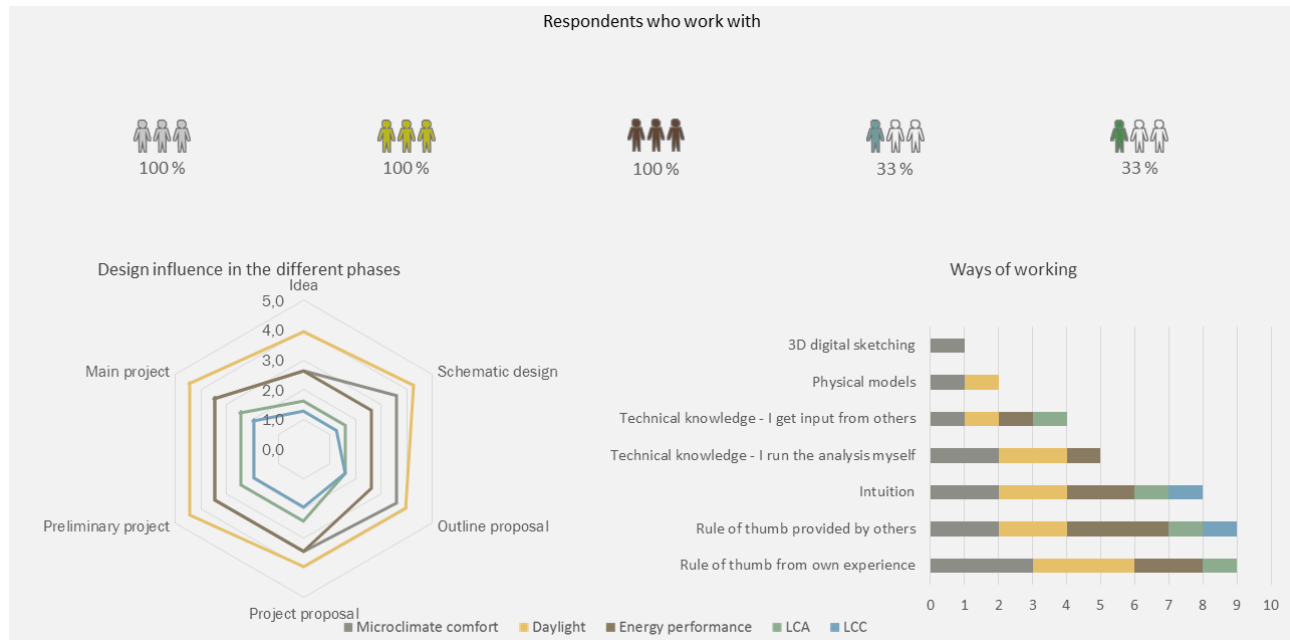 Respondents who work with
100 %
100 %
100 %
33 %
33 %
Design influence in the different phases
Idea
5,0
4,0
3,0
2,0
1,0
0,0
Main project
Schematic design
Preliminary project
Outline proposal
Project proposal
Ways of working
3D digital sketching
Physical models
Technical knowledge - I get input from others
Technical knowledge - I run the analysis myself
Intuition
Rule of thumb provided by others
Rule of thumb from own experience
0 1 2 3 4 5 6 7 8 9 10
Microclimate comfort Daylight Energy performance LCA LCC